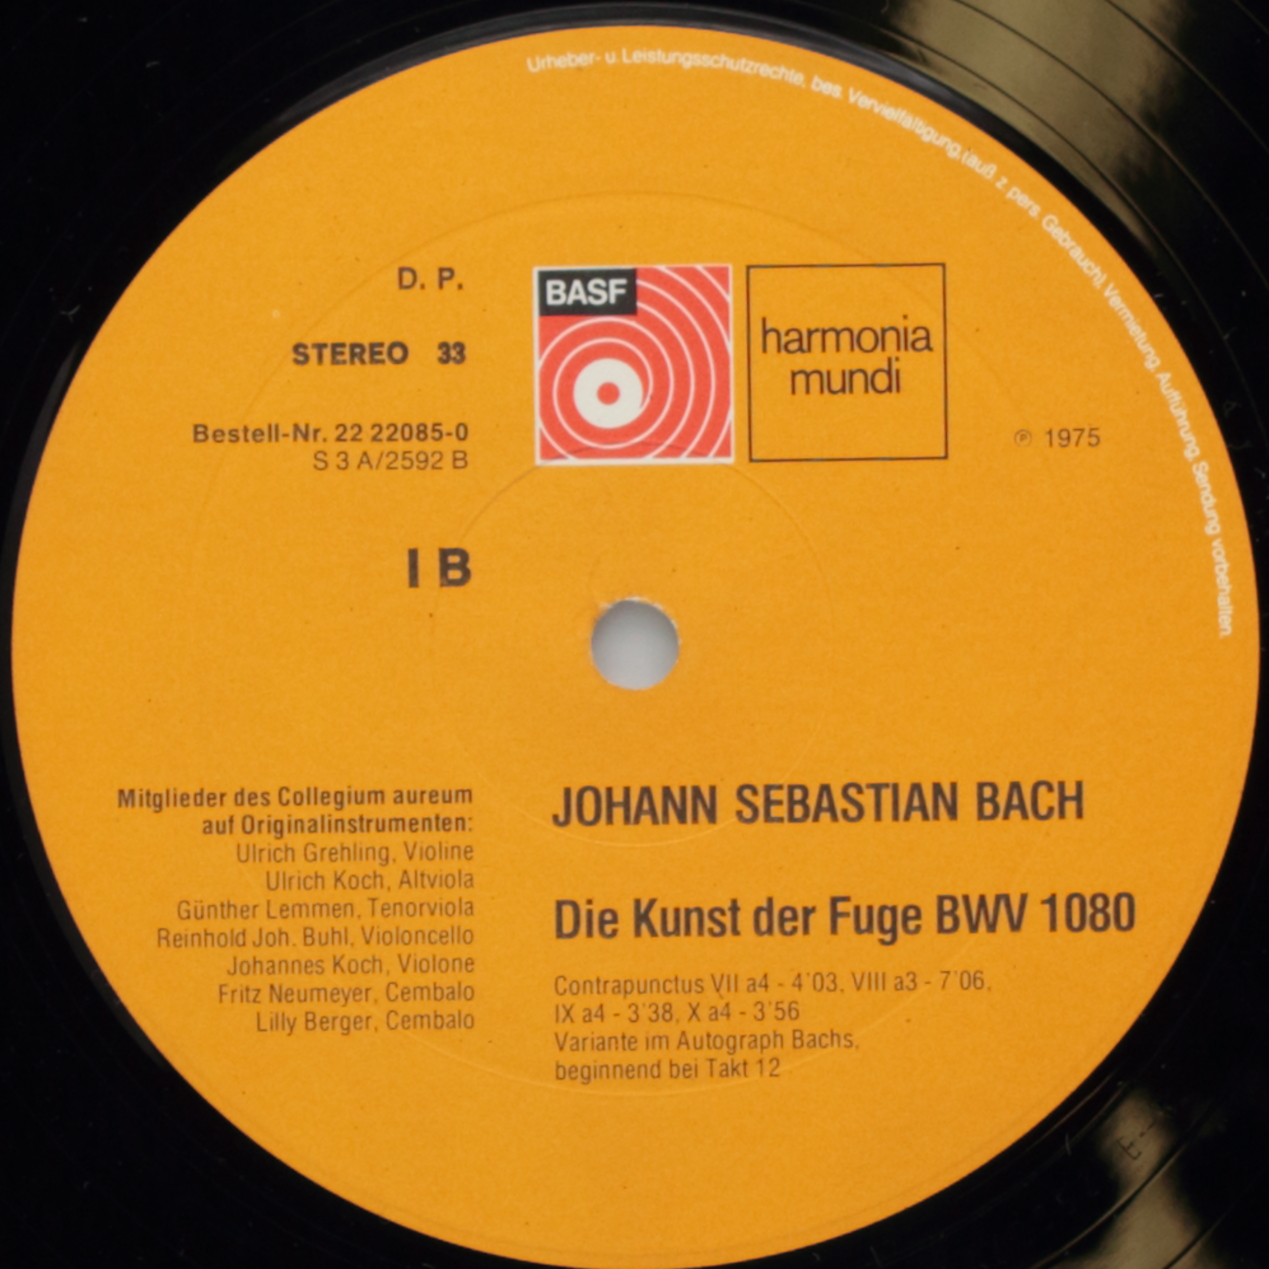 Urheber- u. Leistungsschutzrechte, bes. Vervielfältigung, (auß. z. pers. Gebrauch), Vermietung, Aufführung, Sendung vorbehalten.
D. P.
STEREO 33
Bestell-Nr. 22 22085-0
S 3 A/2592 B
I B
BASF
harmonia
mundi
℗ 1975
Mitglieder des Collegium aureum
auf Originalinstrumenten:
Ulrich Grehling, Violine
Ulrich Koch, Altviola
Günther Lemmen, Tenorviola
Reinhold Joh. Buhl, Violoncello
Johannes Koch, Violone
Fritz Neumeyer, Cembalo
Lilly Berger, Cembalo
JOHANN SEBASTIAN BACH
Die Kunst der Fuge BWV 1080
Contrapunctus VII a4 - 4'03, VIII a3 - 7'06,
IX a4 - 3'38, X a4 - 3'56
Variante im Autograph Bachs,
beginnend bei Takt 12